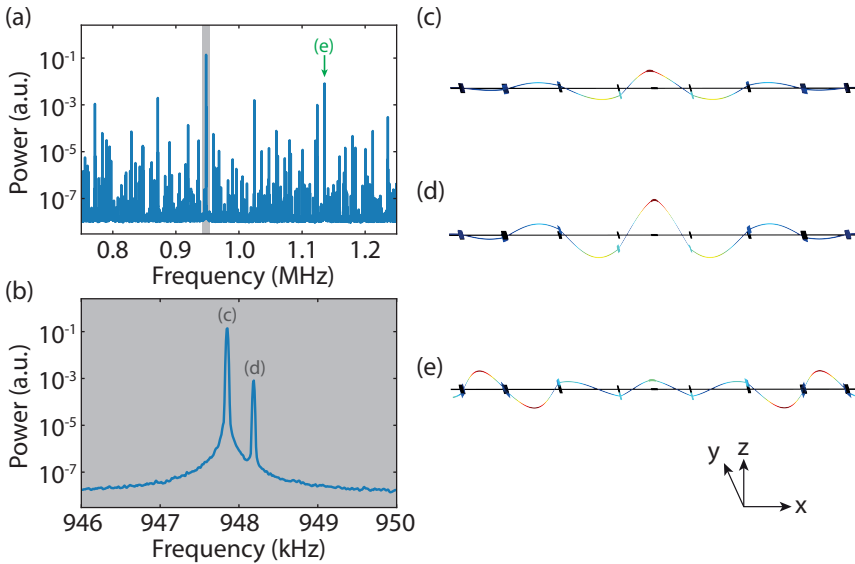 (a)
Power (a.u.)
10-1
10-3
10-5
10-7
(e)
0.8 0.9 1.0 1.1 1.2
Frequency (MHz)
(b)
Power (a.u.)
10-1
10-3
10-5
10-7
(c)
(d)
946 947 948 949 950
Frequency (kHz)
(c)
(d)
(e)
y z
x